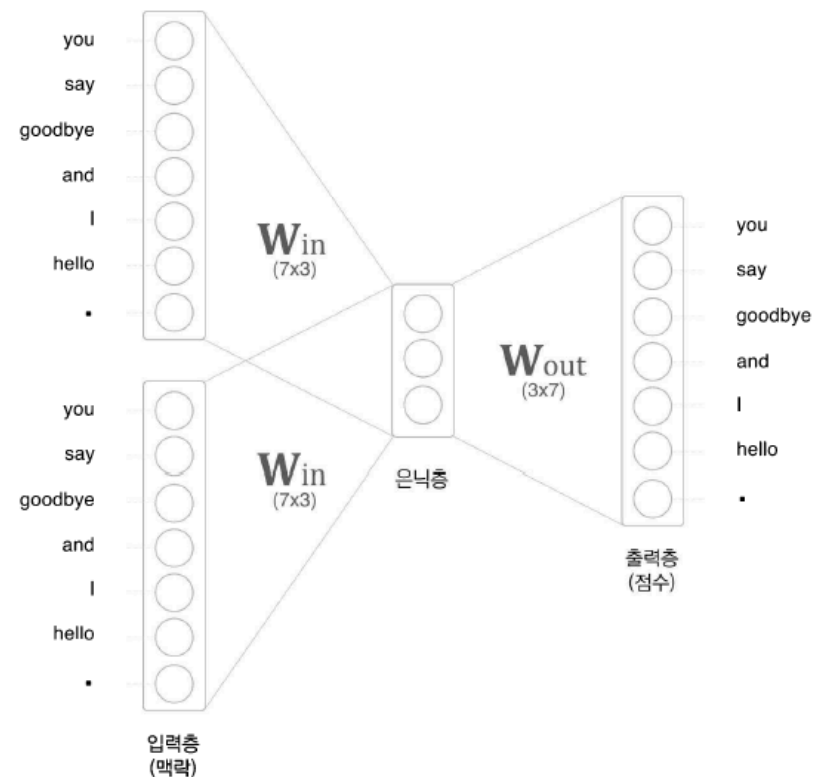 you
say
goodbye
and
I
hello
.
Win
(7x3)
you
say
goodbye
and
I
hello
.
Win
(7x3)
입력층
(맥락)
은닉층
Wout
(3x7)
you
say
goodbye
and
I
hello
.
출력층
(점수)